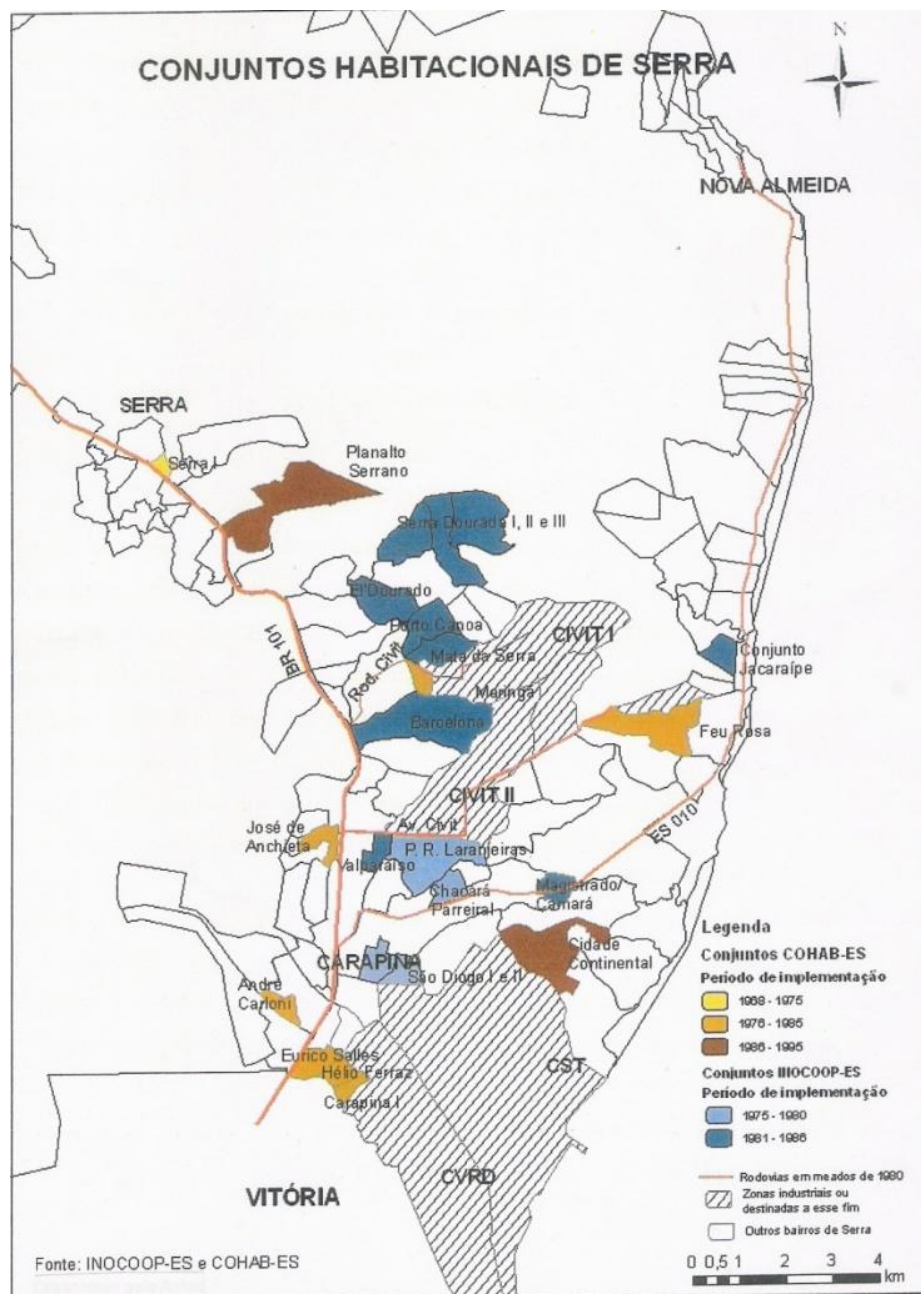 CONJUNTOS HABITACIONAIS DE SERRA
N
NOVA ALMEIDA
SERRA
Serra I
Planalto
Serrano
Serra Dourada I, II e III
El Dourado
Porto Canoa
CIVIT I
Mata da Serra
Conjunto
Jacaraípe
BR 101
Rod. Civit
Maringá
Barcelona
Feu Rosa
CIVIT II
José de
Anchieta
Av. Civit
ES 010
P. R. Laranjeiras
Valparaíso
Chácará
Parreiral
Magistrado/
Camará
CARAPINA
São Diogo I e II
Cidade
Continental
André
Carloni
Eurico Salles
Hélio Ferraz
Carapina I
CST
CVRD
VITÓRIA
Legenda
Conjuntos COHAB-ES
Período de implementação
1968 - 1975
1976 - 1985
1986 - 1995
Conjuntos INOCOOP-ES
Período de implementação
1975 - 1980
1981 - 1986
Rodovias em meados de 1980
Zonas industriais ou
destinadas a esse fim
Outros bairros de Serra
0 0,5 1 2 3 4
km
Fonte: INOCOOP-ES e COHAB-ES